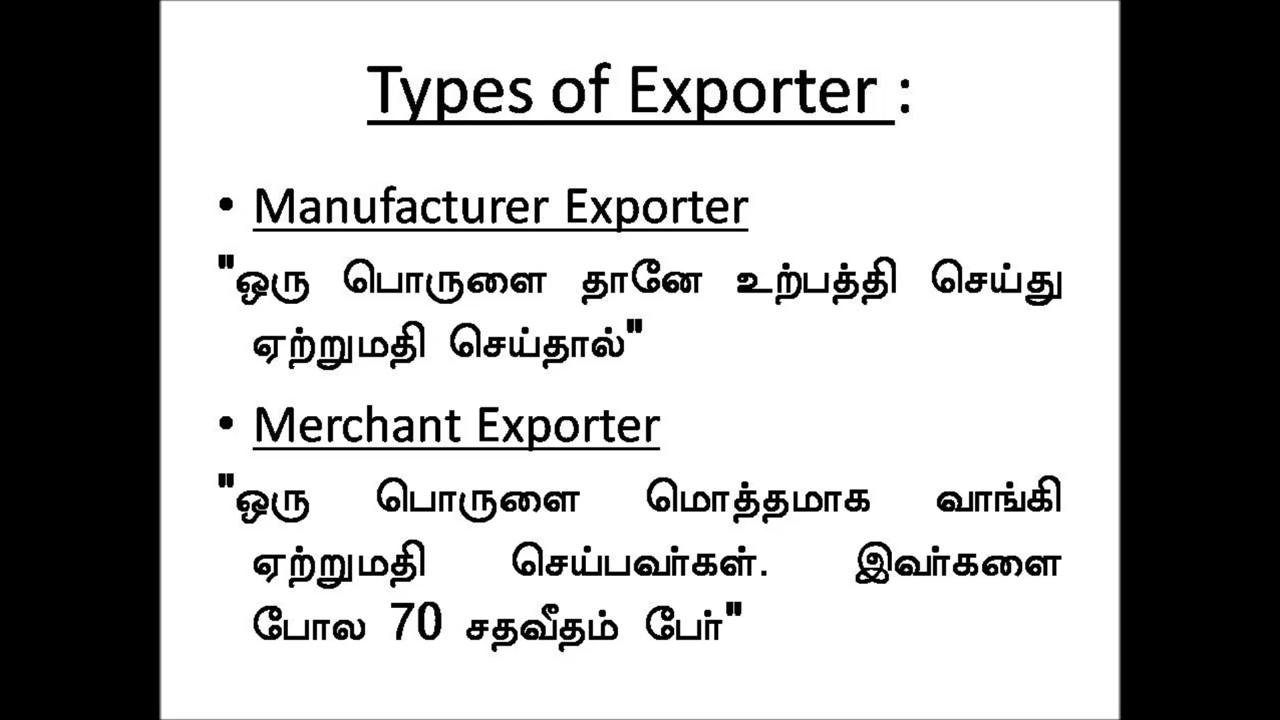 Types of Exporter :
• Manufacturer Exporter
"ஒரு பொருளை தானே உற்பத்தி செய்து
ஏற்றுமதி செய்தால்"
• Merchant Exporter
"ஒரு பொருளை மொத்தமாக வாங்கி
ஏற்றுமதி செய்பவர்கள். இவர்களை
போல 70 சதவீதம் பேர்"